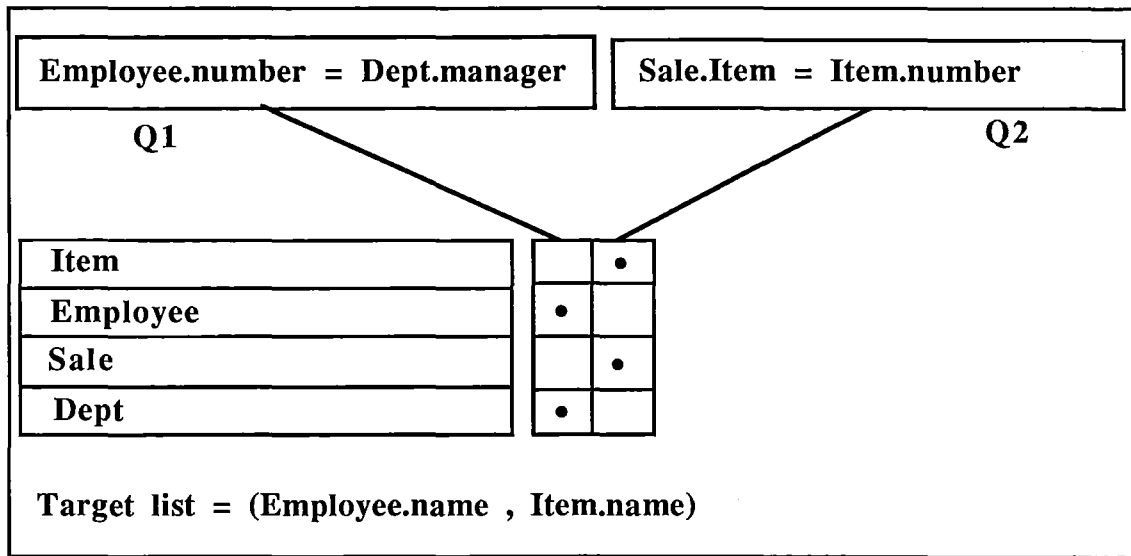 Employee.number = Dept.manager
Sale.Item = Item.number
Q1
Q2
Item
Employee
Sale
Dept
Target list = (Employee.name , Item.name)